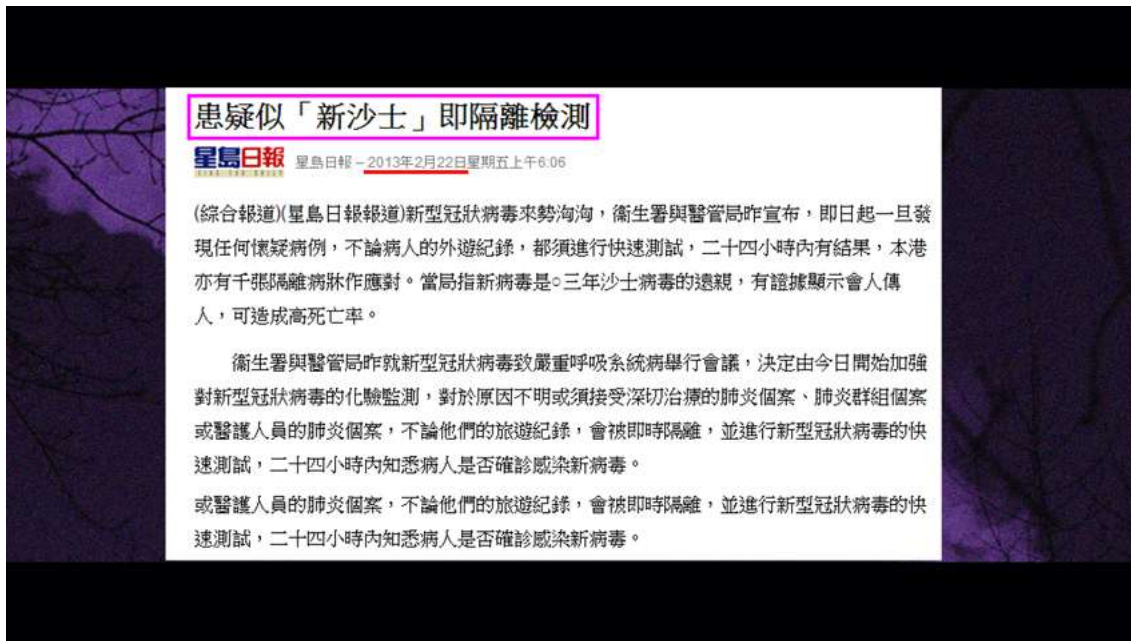 患疑似「新沙士」即隔離檢測
星島日報 星島日報 – 2013年2月22日星期五上午6:06
(綜合報道)(星島日報報道)新型冠狀病毒來勢洶洶，衞生署與醫管局昨宣布，即日起一旦發
現任何懷疑病例，不論病人的外遊紀錄，都須進行快速測試，二十四小時內有結果，本港
亦有千張隔離病牀作應對。當局指新病毒是○三年沙士病毒的遠親，有證據顯示會人傳
人，可造成高死亡率。
衞生署與醫管局昨就新型冠狀病毒致嚴重呼吸系統病舉行會議，決定由今日開始加強
對新型冠狀病毒的化驗監測，對於原因不明或須接受深切治療的肺炎個案、肺炎群組個案
或醫護人員的肺炎個案，不論他們的旅遊紀錄，會被即時隔離，並進行新型冠狀病毒的快
速測試，二十四小時內知悉病人是否確診感染新病毒。
或醫護人員的肺炎個案，不論他們的旅遊紀錄，會被即時隔離，並進行新型冠狀病毒的快
速測試，二十四小時內知悉病人是否確診感染新病毒。